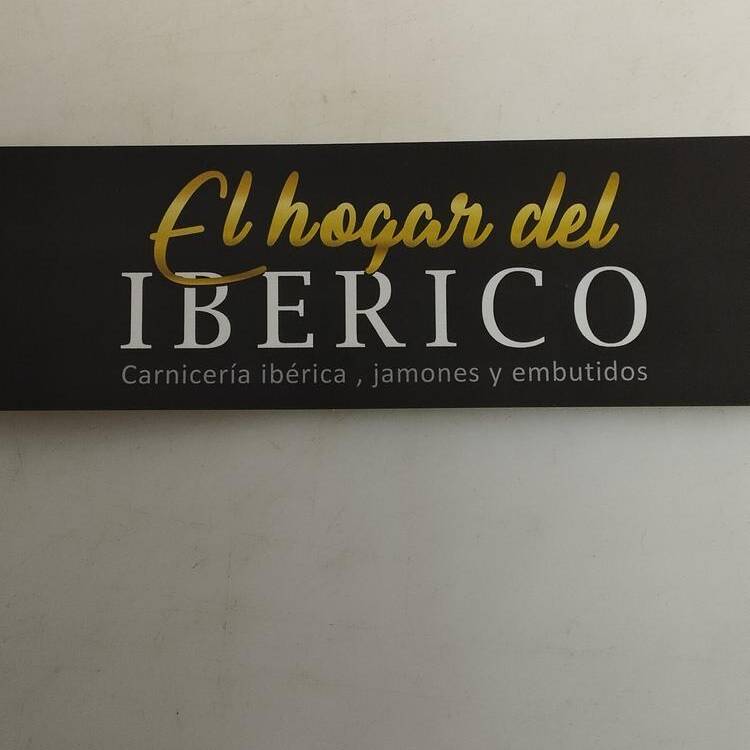 El hogar del
IBERICO
Carnicería ibérica , jamones y embutidos